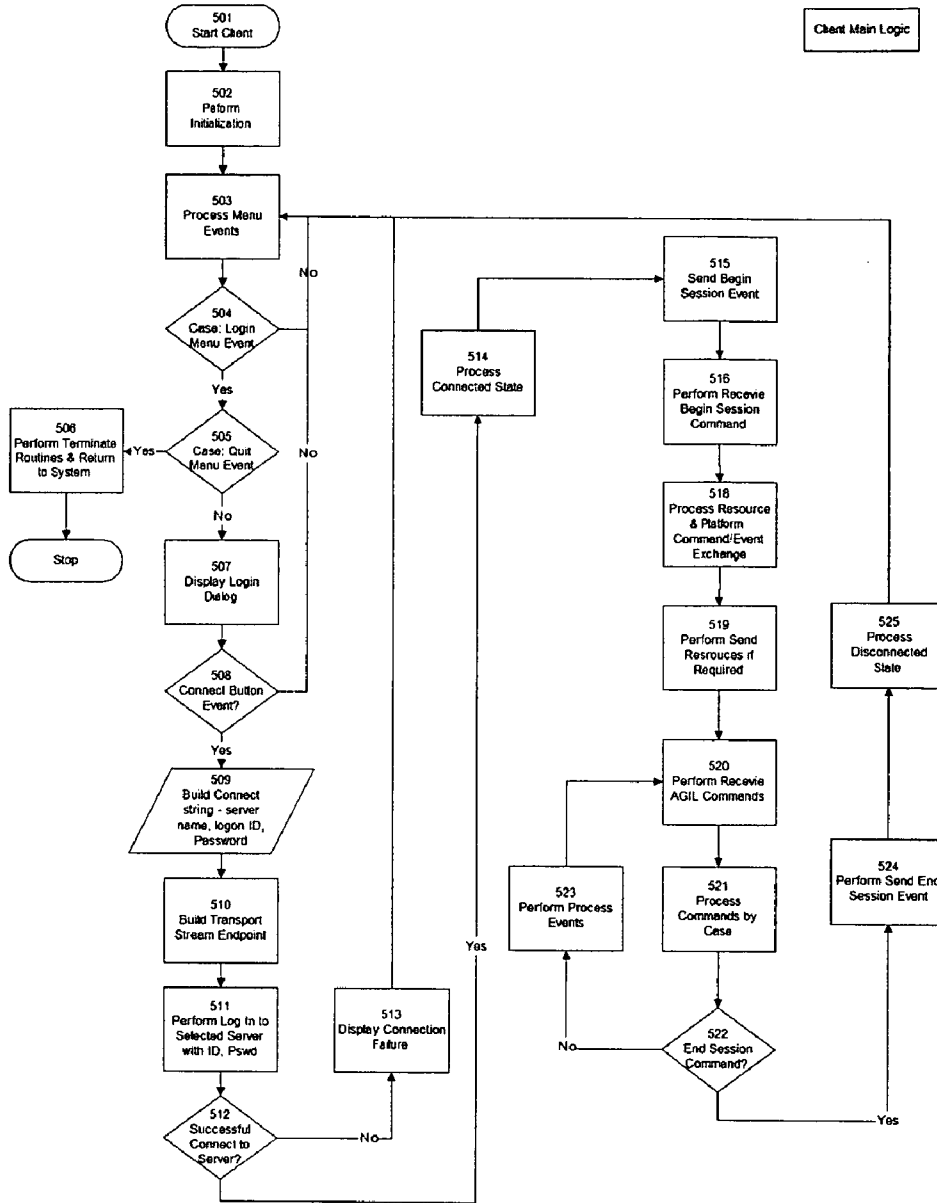 501
Start Client
Client Main Logic
502
Peform
Initialization
503
Process Menu
Events
No
504
Case: Login
Menu Event
Yes
505
Case: Quit
Menu Event
No
Yes
506
Perform Terminate
Routines & Return
to System
Stop
No
507
Display Login
Dialog
508
Connect Button
Event?
Yes
509
Build Connect
string - server
name, logon ID,
Password
510
Build Transport
Stream Endpoint
511
Perform Log In to
Selected Server
with ID, Pswd
512
Successful
Connect to
Server?
No
513
Display Connection
Failure
Yes
514
Process
Connected State
515
Send Begin
Session Event
516
Perform Recevie
Begin Session
Command
518
Process Resource
& Platform
Command/Event
Exchange
519
Perform Send
Resrouces if
Required
520
Perform Recevie
AGIL Commands
521
Process
Commands by
Case
522
End Session
Command?
No
523
Perform Process
Events
Yes
524
Perform Send End
Session Event
525
Process
Disconnected
State